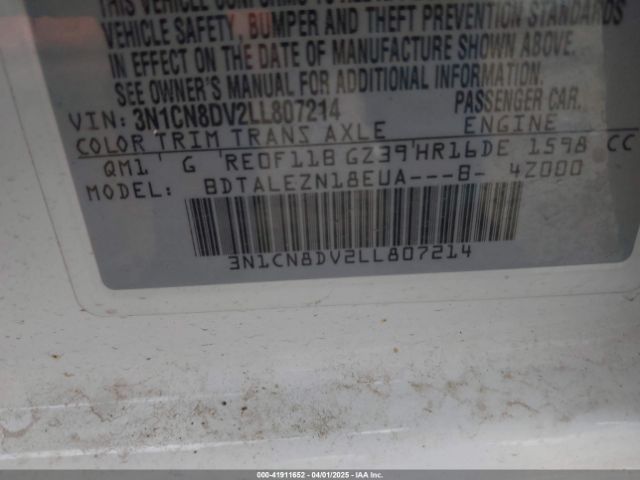 VEHICLE SAFETY, BUMPER AND THEFT PREVENTION STANDARDS
IN EFFECT ON THE DATE OF MANUFACTURE SHOWN ABOVE.
SEE OWNER'S MANUAL FOR ADDITIONAL INFORMATION.
VIN: 3N1CN8DV2LL807214 PASSENGER CAR.
COLOR TRIM TRANS AXLE ENGINE
QM1 G RE0F11B GZ39 HR16DE 1598 CC
MODEL: BDTALEZN18EUA---B- 4Z000
3N1CN8DV2LL807214
000-41911652 04/01/2025 IAAI.COM